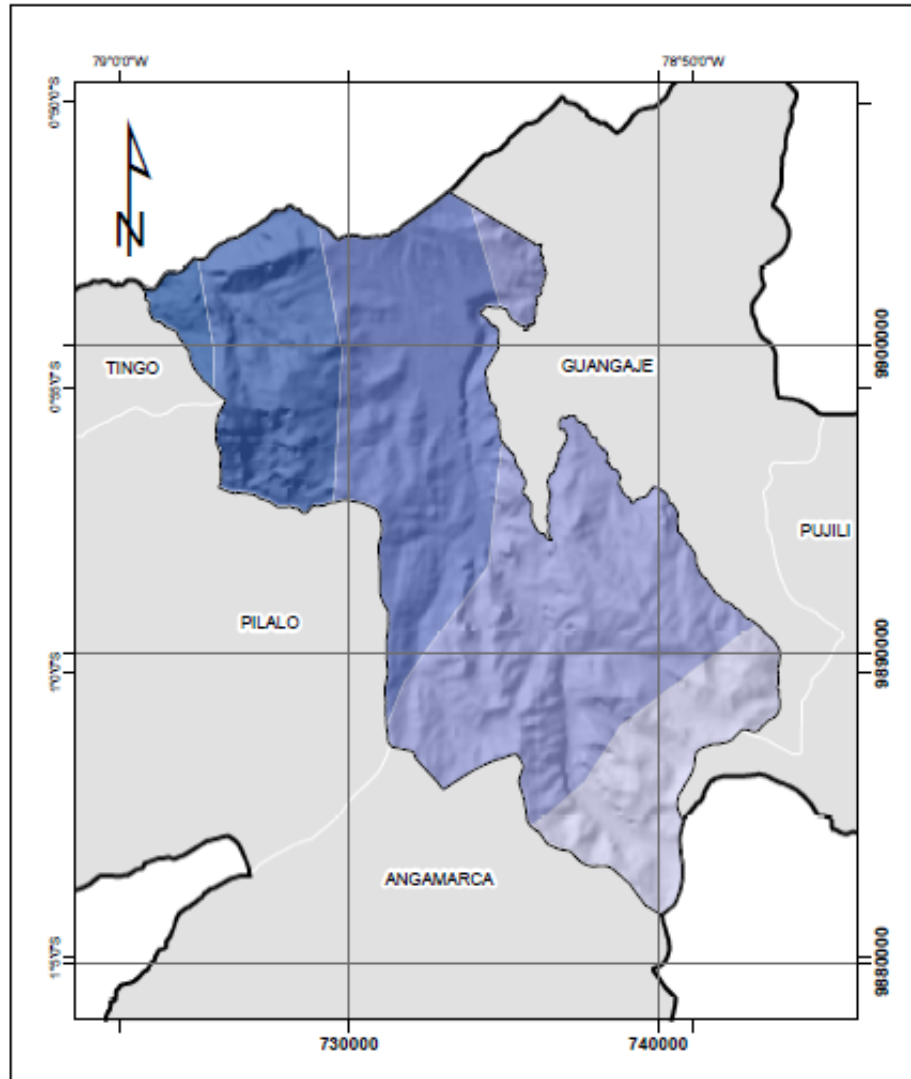 79°0'0"W
78°50'0"W
0°50'0"S
N
9900000
TINGO
GUANGAJE
0°55'0"S
PUJILI
PILALO
9890000
1°0'0"S
ANGAMARCA
1°5'0"S
9880000
730000
740000